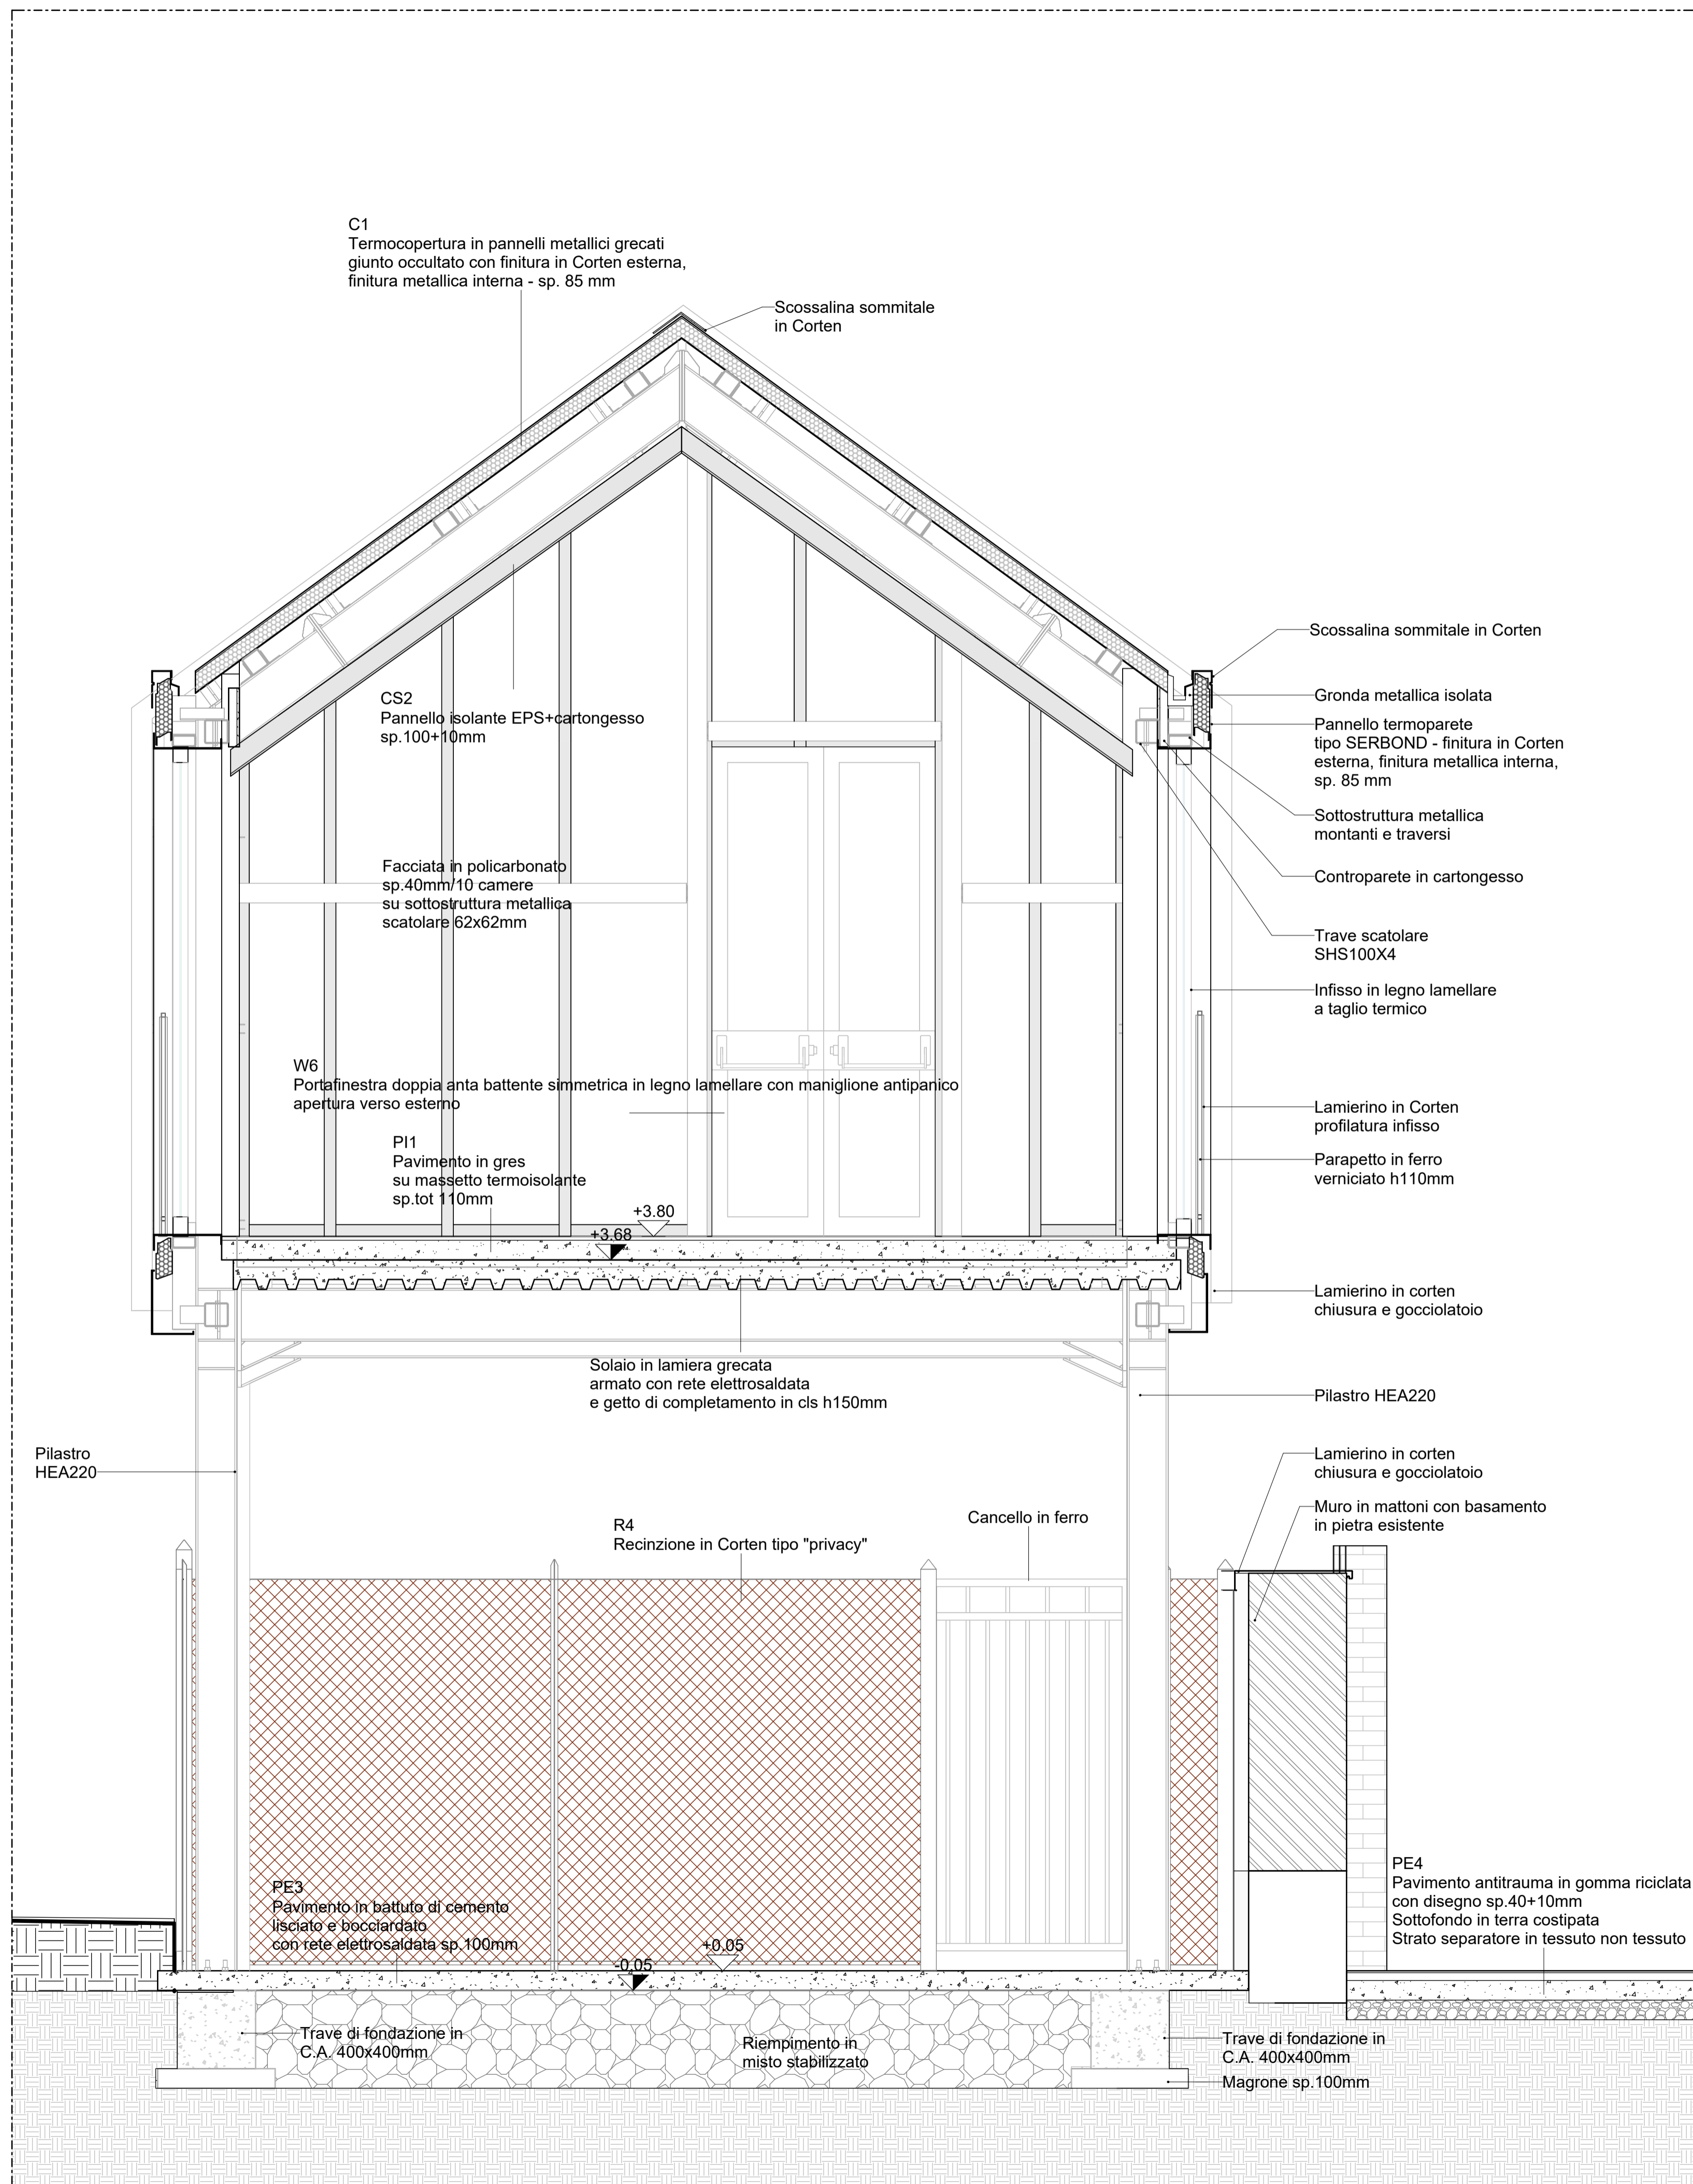 C1
Termocopertura in pannelli metallici grecati
giunto occultato con finitura in Corten esterna,
finitura metallica interna - sp. 85 mm
Scossalina sommitale
in Corten
Scossalina sommitale in Corten
Gronda metallica isolata
Pannello termoparete
tipo SERBOND - finitura in Corten
esterna, finitura metallica interna,
sp. 85 mm
Sottostruttura metallica
montanti e traversi
Controparete in cartongesso
Trave scatolare
SHS100X4
Infisso in legno lamellare
a taglio termico
CS2
Pannello isolante EPS+cartongesso
sp.100+10mm
Facciata in policarbonato
sp.40mm/10 camere
su sottostruttura metallica
scatolare 62x62mm
W6
Portafinestra doppia anta battente simmetrica in legno lamellare con maniglione antipanico
apertura verso esterno
Lamierino in Corten
profilatura infisso
Parapetto in ferro
verniciato h110mm
PI1
Pavimento in gres
su massetto termoisolante
sp.tot 110mm
+3.80
+3.68
Lamierino in corten
chiusura e gocciolatoio
Solaio in lamiera grecata
armato con rete elettrosaldata
e getto di completamento in cls h150mm
Pilastro HEA220
Pilastro
HEA220
Lamierino in corten
chiusura e gocciolatoio
Muro in mattoni con basamento
in pietra esistente
R4
Recinzione in Corten tipo "privacy"
Cancello in ferro
PE3
Pavimento in battuto di cemento
lisciato e bocciardato
con rete elettrosaldata sp.100mm
+0.05
-0.05
PE4
Pavimento antitrauma in gomma riciclata
con disegno sp.40+10mm
Sottofondo in terra costipata
Strato separatore in tessuto non tessuto
Trave di fondazione in
C.A. 400x400mm
Riempimento in
misto stabilizzato
Trave di fondazione in
C.A. 400x400mm
Magrone sp.100mm